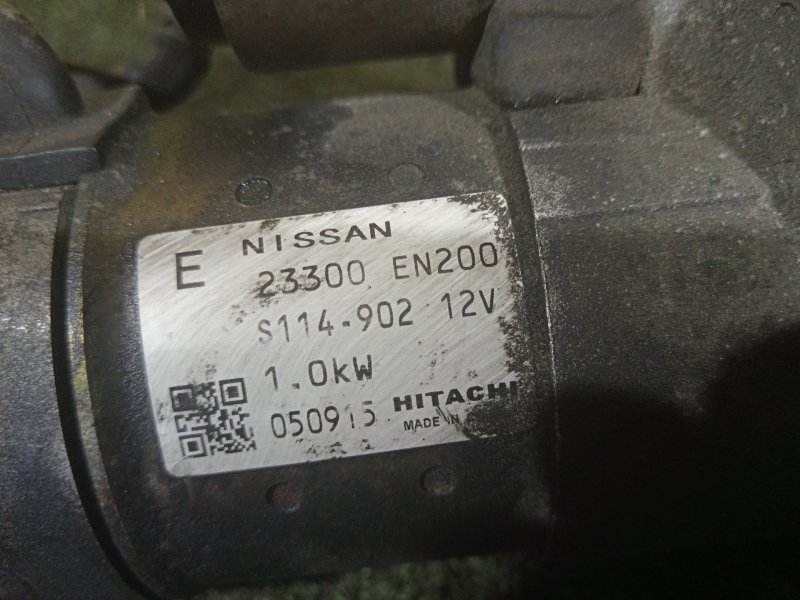 E NISSAN
23300 EN200
S114-902 12V
1.0kW
050915 HITACHI
MADE IN